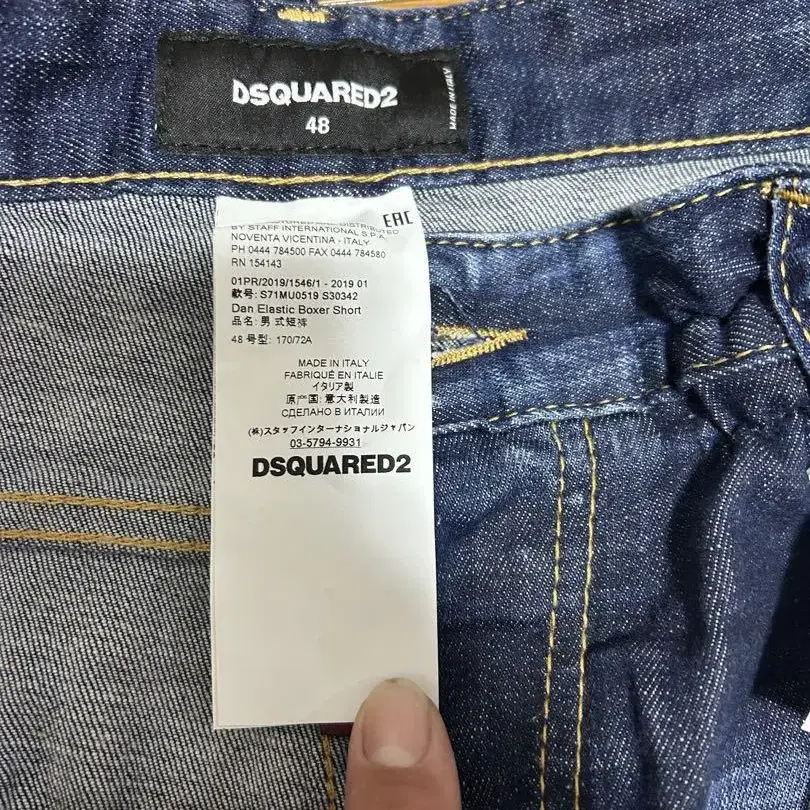 DSQUARED2
48
MADE IN ITALY
EAC
BY STAFF INTERNATIONAL S.P.A.
NOVENTA VICENTINA - ITALY
PH 0444 784500 FAX 0444 784580
RN 154143
01PR/2019/1546/1 - 2019 01
款号: S71MU0519 S30342
Dan Elastic Boxer Short
品名: 男式短裤
48 号型: 170/72A
MADE IN ITALY
FABRIQUÉ EN ITALIE
イタリア製
原产国: 意大利製造
СДЕЛАНО В ИТАЛИИ
(株)スタッフインターナショナルジャパン
03-5794-9931
DSQUARED2